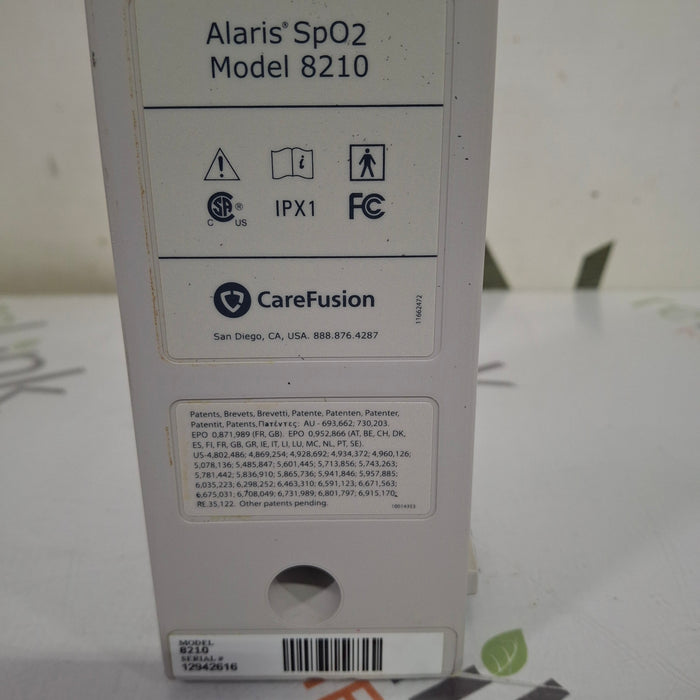 Alaris® SpO2
Model 8210
CSA ®
C US
IPX1
FC
CareFusion
11662472
San Diego, CA, USA. 888.876.4287
Patents, Brevets, Brevetti, Patente, Patenten, Patenter,
Patentit, Patents, Πατέντες: AU - 693,662, 730,203.
EPO 0,871,989 (FR, GB). EPO 0,952,866 (AT, BE, CH, DK,
ES, FI, FR, GB, GR, IE, IT, LI, LU, MC, NL, PT, SE).
US-4,802,486; 4,869,254; 4,928,692; 4,934,372; 4,960,126;
5,078,136; 5,485,847; 5,601,445; 5,713,856; 5,743,263;
5,781,442; 5,836,910; 5,865,736; 5,941,846; 5,957,885;
6,035,223; 6,298,252; 6,463,310; 6,591,123; 6,671,563;
6,675,031; 6,708,049; 6,731,989; 6,801,797; 6,915,170;
RE.35,122. Other patents pending.
10014353
MODEL
8210
SERIAL #
12942616